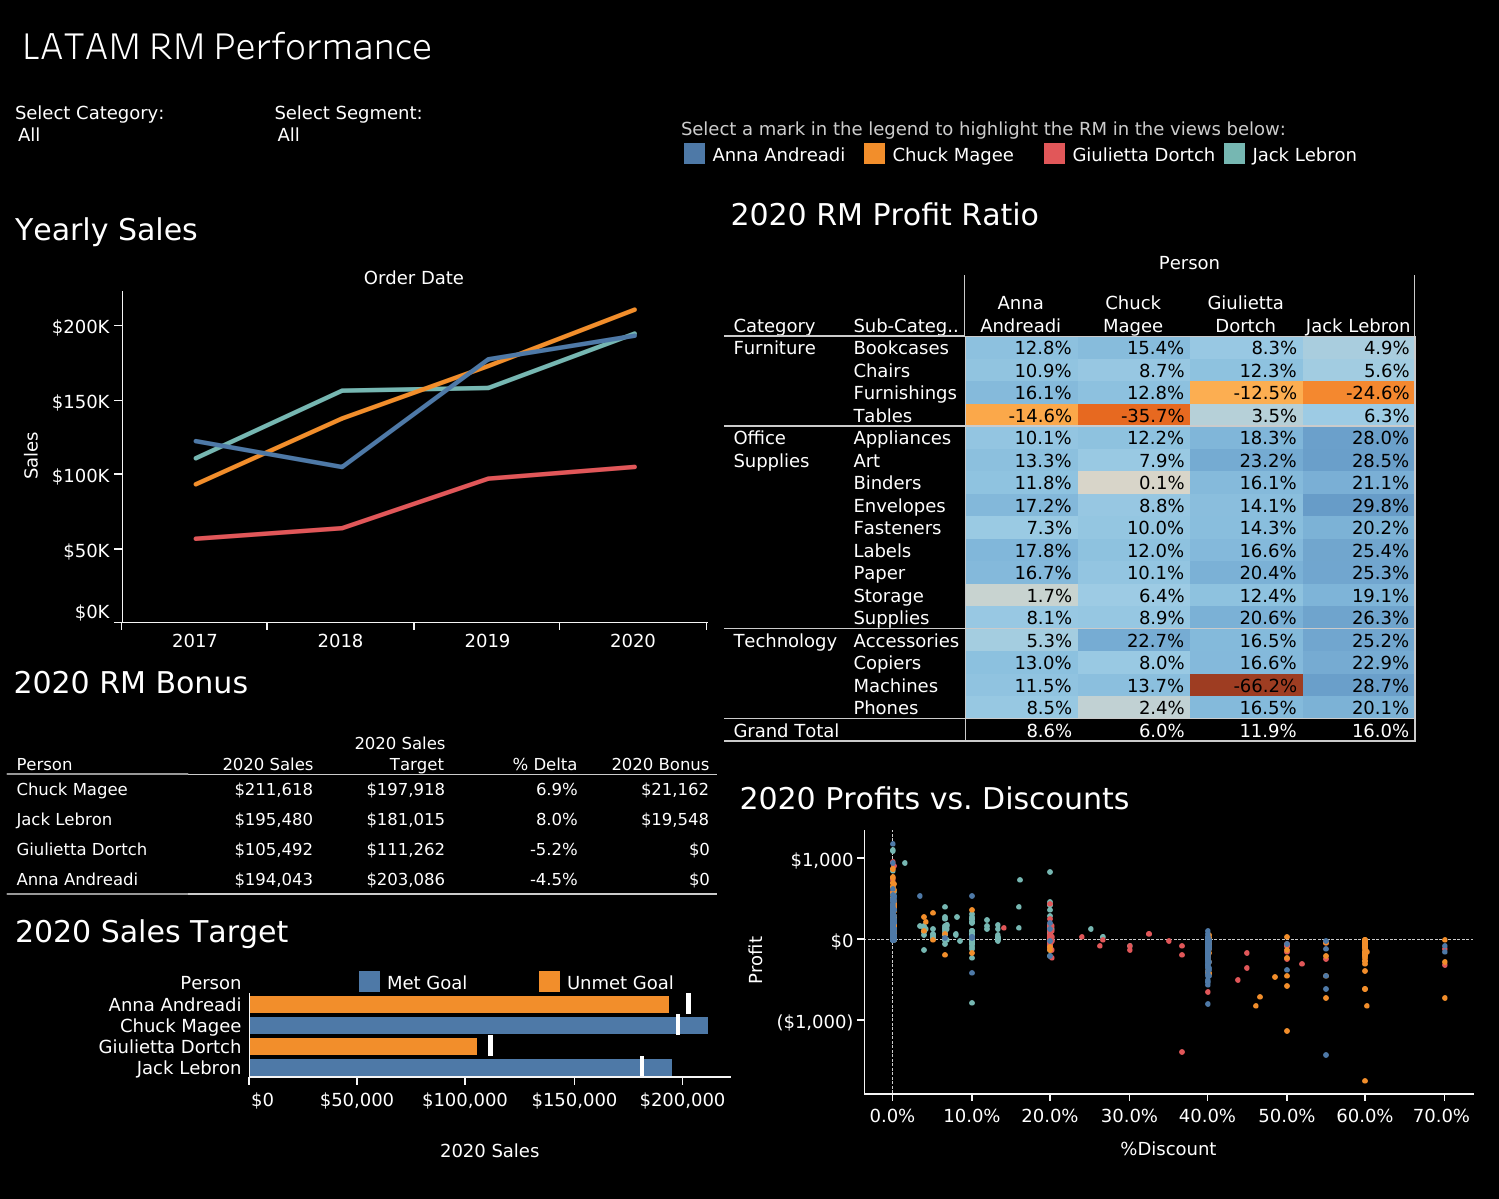 LATAM RM Performance
Select Category:
All
Select Segment:
All
Select a mark in the legend to highlight the RM in the views below:
Anna Andreadi Chuck Magee Giulietta Dortch Jack Lebron
Yearly Sales
Order Date
$200K
$150K
$100K
$50K
$0K
Sales
2017 2018 2019 2020
2020 RM Bonus
Person 2020 Sales 2020 Sales Target % Delta 2020 Bonus
Chuck Magee $211,618 $197,918 6.9% $21,162
Jack Lebron $195,480 $181,015 8.0% $19,548
Giulietta Dortch $105,492 $111,262 -5.2% $0
Anna Andreadi $194,043 $203,086 -4.5% $0
2020 Sales Target
Person Met Goal Unmet Goal
Anna Andreadi
Chuck Magee
Giulietta Dortch
Jack Lebron
$0 $50,000 $100,000 $150,000 $200,000
2020 Sales
2020 RM Profit Ratio
Person
Category Sub-Categ.. Anna Andreadi Chuck Magee Giulietta Dortch Jack Lebron
Furniture Bookcases 12.8% 15.4% 8.3% 4.9%
Chairs 10.9% 8.7% 12.3% 5.6%
Furnishings 16.1% 12.8% -12.5% -24.6%
Tables -14.6% -35.7% 3.5% 6.3%
Office Appliances 10.1% 12.2% 18.3% 28.0%
Supplies Art 13.3% 7.9% 23.2% 28.5%
Binders 11.8% 0.1% 16.1% 21.1%
Envelopes 17.2% 8.8% 14.1% 29.8%
Fasteners 7.3% 10.0% 14.3% 20.2%
Labels 17.8% 12.0% 16.6% 25.4%
Paper 16.7% 10.1% 20.4% 25.3%
Storage 1.7% 6.4% 12.4% 19.1%
Supplies 8.1% 8.9% 20.6% 26.3%
Technology Accessories 5.3% 22.7% 16.5% 25.2%
Copiers 13.0% 8.0% 16.6% 22.9%
Machines 11.5% 13.7% -66.2% 28.7%
Phones 8.5% 2.4% 16.5% 20.1%
Grand Total 8.6% 6.0% 11.9% 16.0%
2020 Profits vs. Discounts
$1,000
$0
($1,000)
Profit
0.0% 10.0% 20.0% 30.0% 40.0% 50.0% 60.0% 70.0%
%Discount